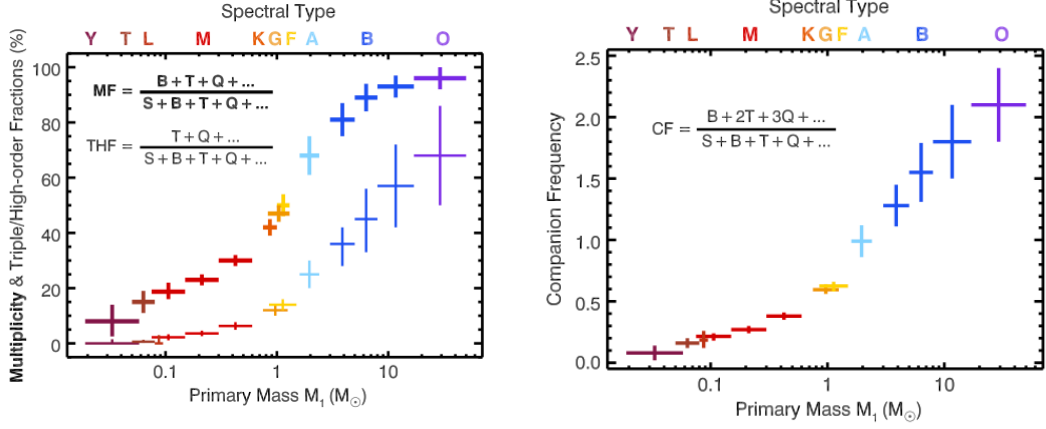 Spectral Type
Y T L M K G F A B O
Multiplicity & Triple/High-order Fractions (%)
100
80
60
40
20
0
MF = B + T + Q + ...
S + B + T + Q + ...
THF = T + Q + ...
S + B + T + Q + ...
0.1 1 10
Primary Mass M₁ (M☉)
Spectral Type
Y T L M K G F A B O
Companion Frequency
2.5
2.0
1.5
1.0
0.5
0.0
CF = B + 2T + 3Q + ...
S + B + T + Q + ...
0.1 1 10
Primary Mass M₁ (M☉)